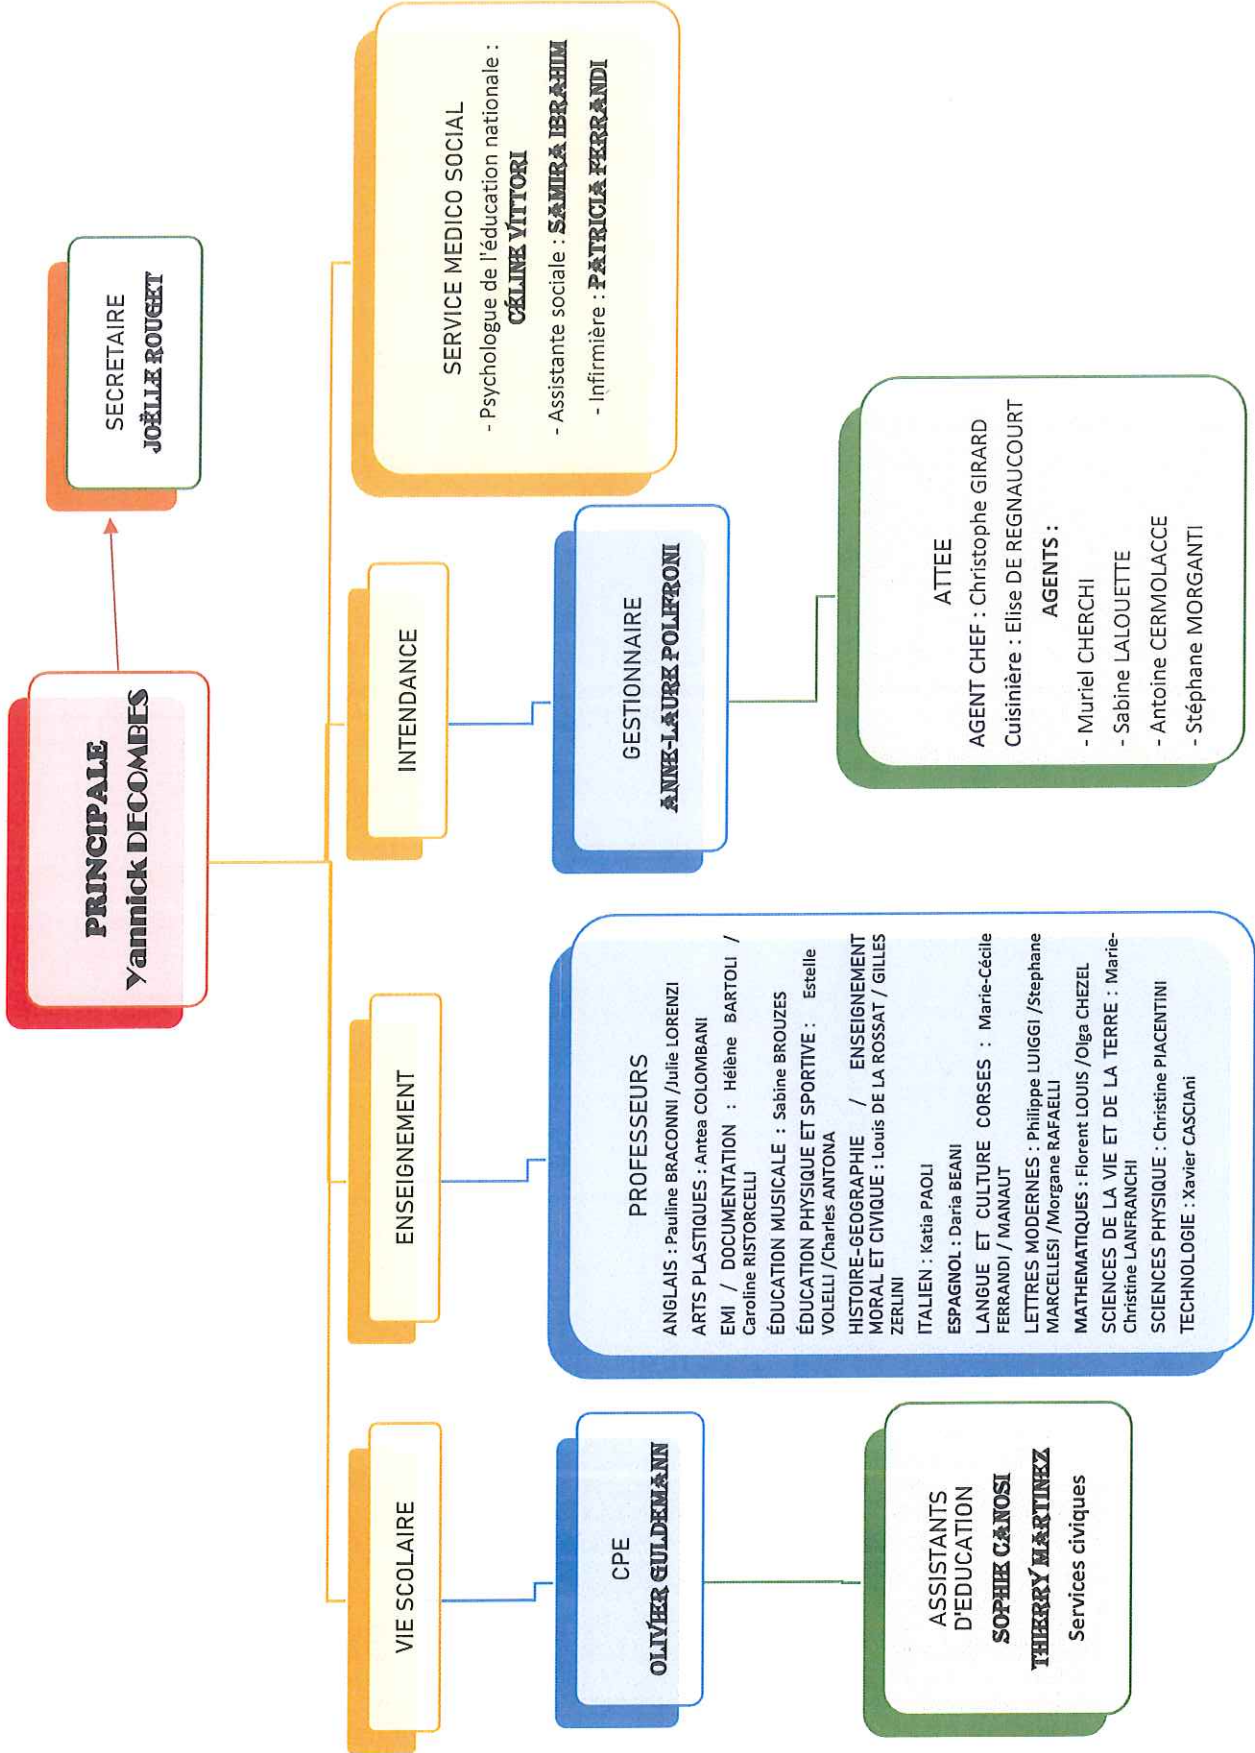 PRINCIPALE
Yannick DECOMBES
SECRETAIRE
JOËLLE ROUGET
VIE SCOLAIRE
ENSEIGNEMENT
INTENDANCE
SERVICE MEDICO SOCIAL
- Psychologue de l'éducation nationale :
CÉLINE VITTORI
- Assistante sociale : SAMIRA IBRAHIM
- Infirmière : PATRICIA FERRANDI
CPE
OLIVIER GULDEMANN
PROFESSEURS
ANGLAIS : Pauline BRACONNI /Julie LORENZI
ARTS PLASTIQUES : Antea COLOMBANI
EMI / DOCUMENTATION : Hélène BARTOLI /
Caroline RISTORCELLI
ÉDUCATION MUSICALE : Sabine BROUZES
ÉDUCATION PHYSIQUE ET SPORTIVE : Estelle
VOLELLI /Charles ANTONA
HISTOIRE-GEOGRAPHIE / ENSEIGNEMENT
MORAL ET CIVIQUE : Louis DE LA ROSSAT / GILLES
ZERLINI
ITALIEN : Katia PAOLI
ESPAGNOL : Daria BEANI
LANGUE ET CULTURE CORSES : Marie-Cécile
FERRANDI / MANAUT
LETTRES MODERNES : Philippe LUIGGI /Stephane
MARCELLESI /Morgane RAFAELLI
MATHEMATIQUES : Florent LOUIS /Olga CHEZEL
SCIENCES DE LA VIE ET DE LA TERRE : Marie-
Christine LANFRANCHI
SCIENCES PHYSIQUE : Christine PIACENTINI
TECHNOLOGIE : Xavier CASCIAni
GESTIONNAIRE
ANNE-LAURE POLIFRONI
ASSISTANTS
D'EDUCATION
SOPHIE CANOSI
THIERRY MARTINEZ
Services civiques
ATTEE
AGENT CHEF : Christophe GIRARD
Cuisinière : Elise DE REGNAUCOURT
AGENTS :
- Muriel CHERCHI
- Sabine LALOUETTE
- Antoine CERMOLACCE
- Stéphane MORGANTI